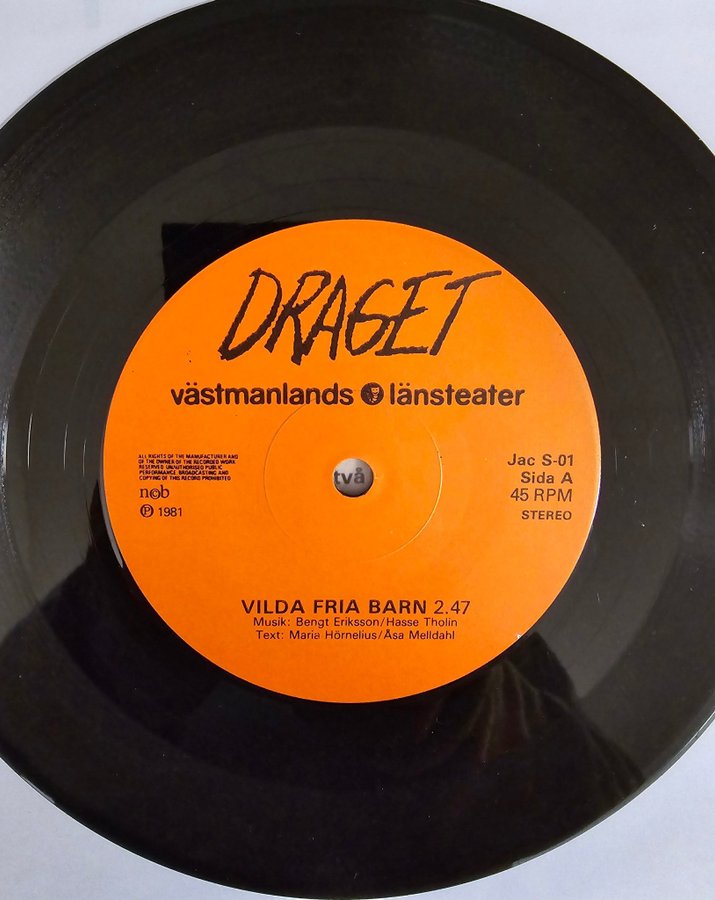 DRAGET
västmanlands länsteater
ALL RIGHTS OF THE MANUFACTURER AND
OF THE OWNER OF THE RECORDED WORK
RESERVED. UNAUTHORISED PUBLIC
PERFORMANCE, BROADCASTING AND
COPYING OF THIS RECORD PROHIBITED
n©b
Ⓟ 1981
två
Jac S-01
Sida A
45 RPM
STEREO
VILDA FRIA BARN 2.47
Musik: Bengt Eriksson/Hasse Tholin
Text: Maria Hörnelius/Åsa Melldahl